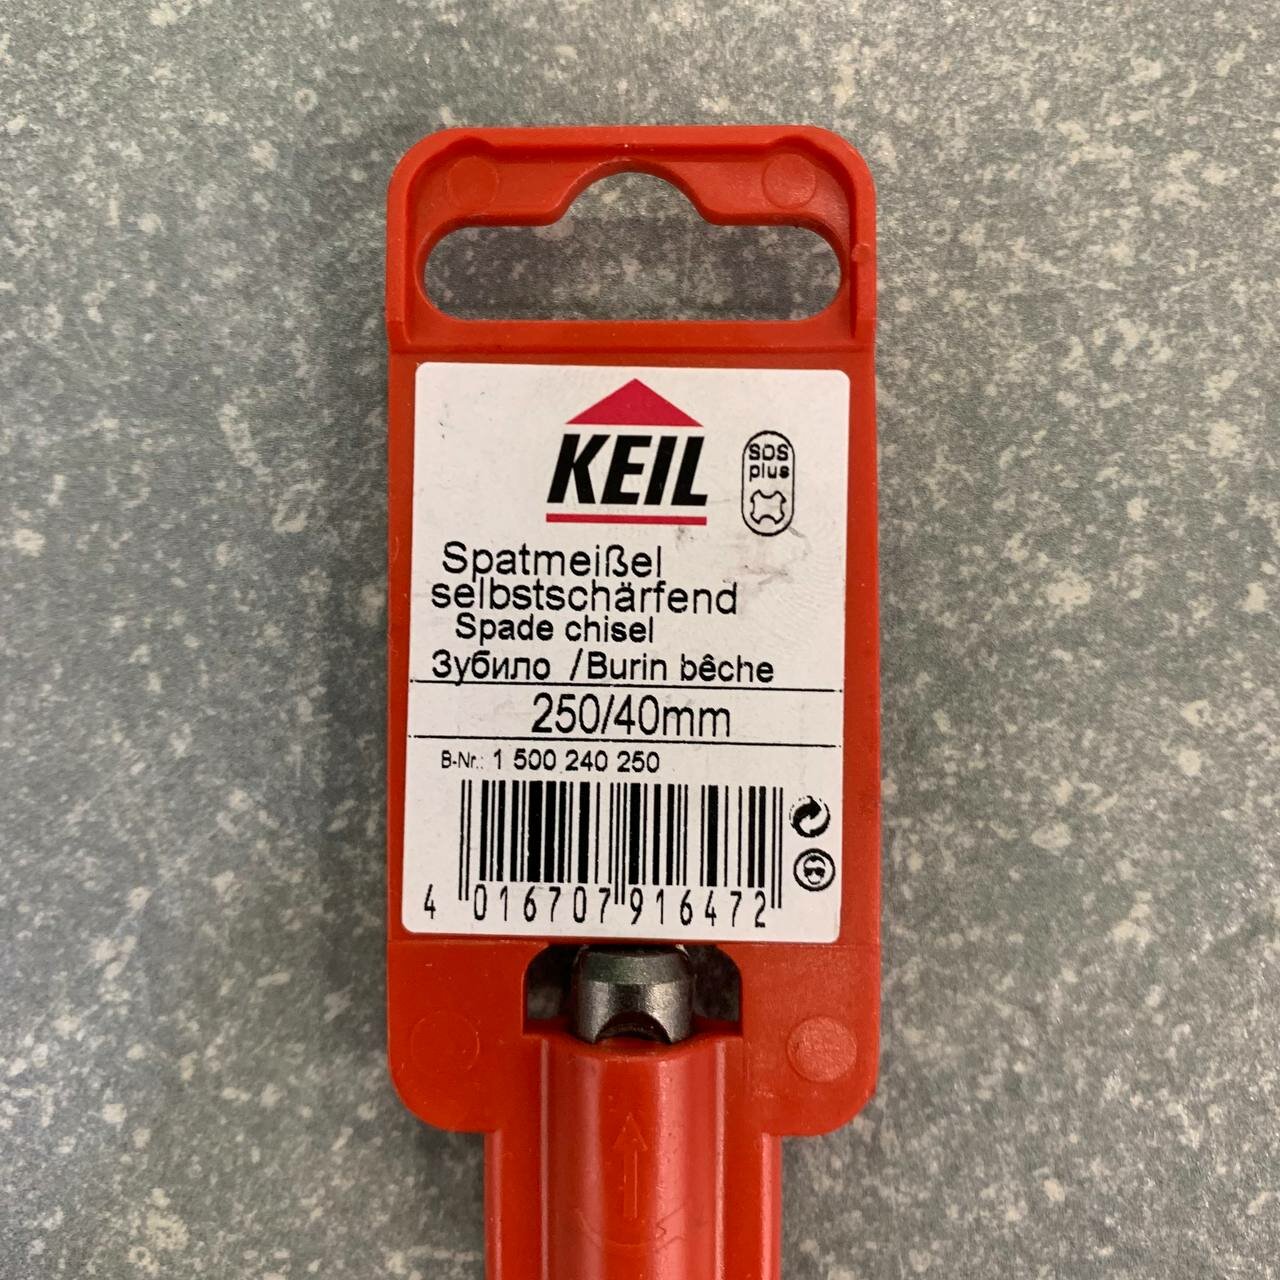 KEIL
SDS
plus
Spatmeißel
selbstschärfend
Spade chisel
Зубило /Burin bêche
250/40mm
B-Nr.: 1 500 240 250
4 016707 916472